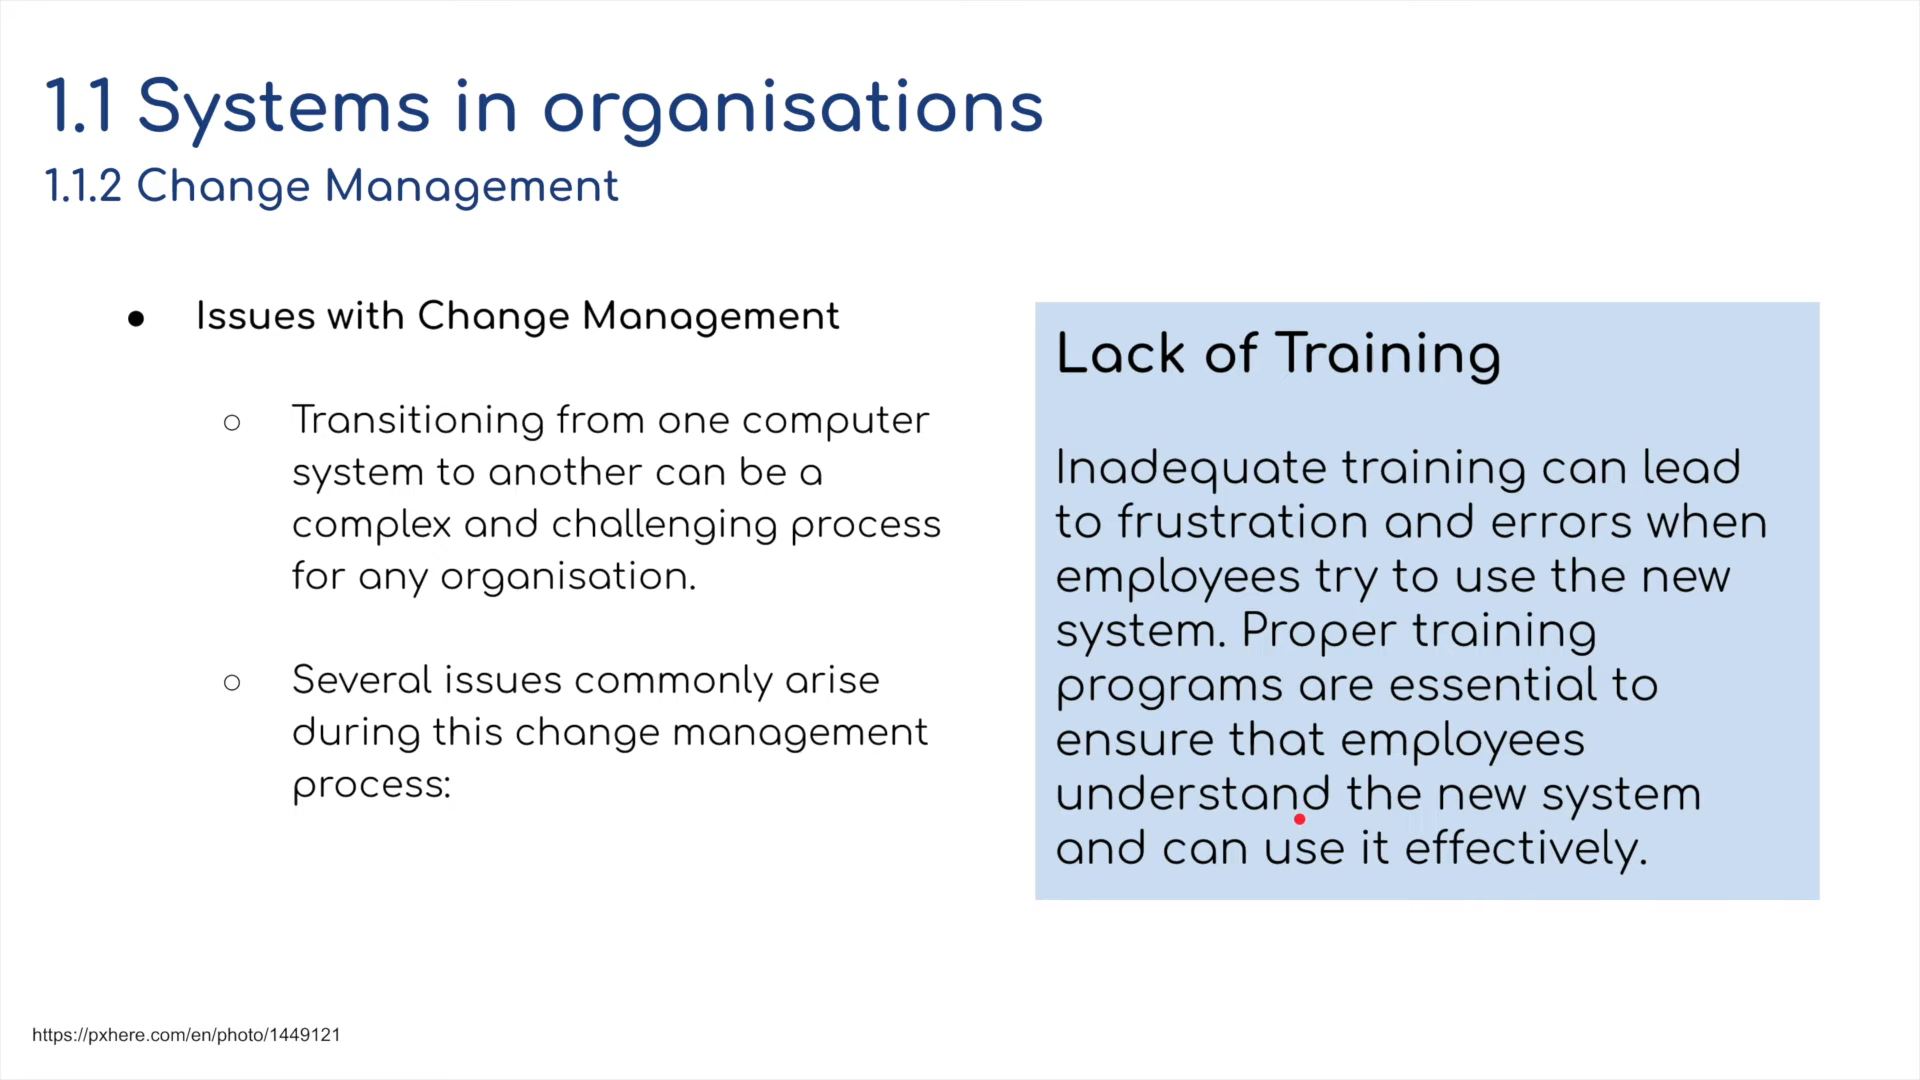 1.1 Systems in organisations
1.1.2 Change Management
● Issues with Change Management
○ Transitioning from one computer
system to another can be a
complex and challenging process
for any organisation.
○ Several issues commonly arise
during this change management
process:
Lack of Training
Inadequate training can lead
to frustration and errors when
employees try to use the new
system. Proper training
programs are essential to
ensure that employees
understand the new system
and can use it effectively.
https://pxhere.com/en/photo/1449121